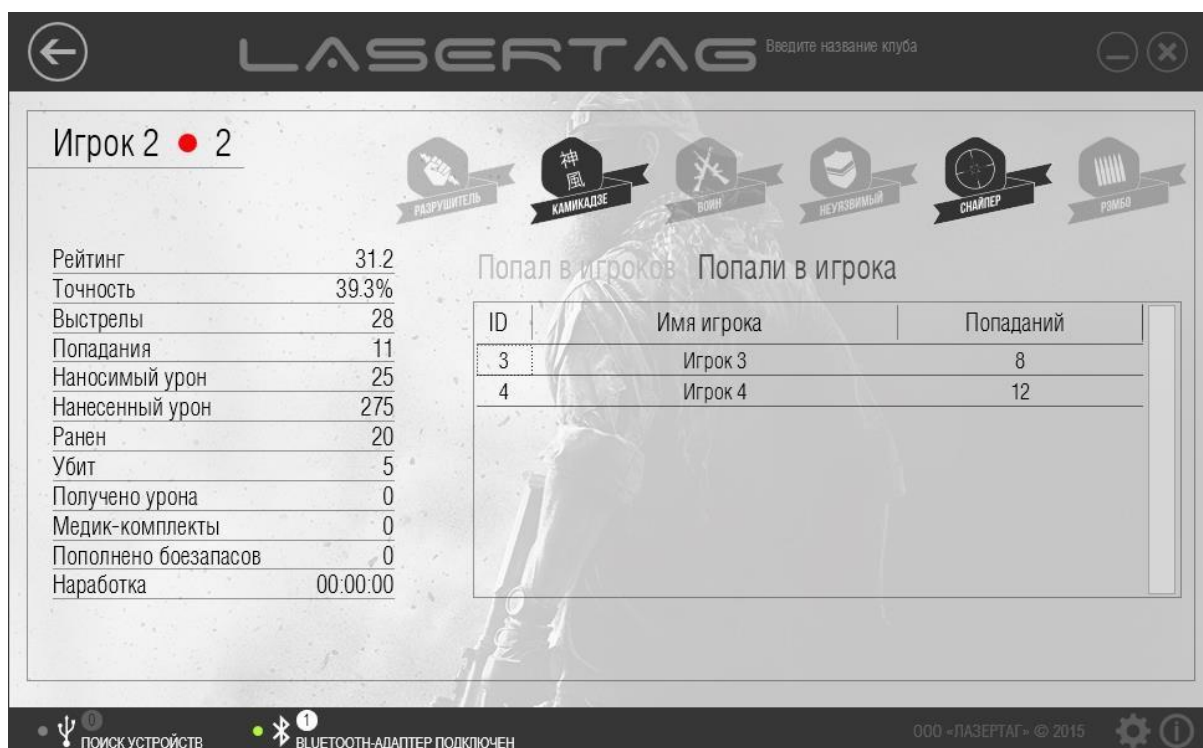 LASERTAG Введите название клуба
Игрок 2 2
РАЗРУШИТЕЛЬ
神風
КАМИКАДЗЕ
ВОИН
НЕУЯЗВИМЫЙ
СНАЙПЕР
РЭМБО
Рейтинг 31.2
Точность 39.3%
Выстрелы 28
Попадания 11
Наносимый урон 25
Нанесенный урон 275
Ранен 20
Убит 5
Получено урона 0
Медик-комплекты 0
Пополнено боезапасов 0
Наработка 00:00:00
Попал в игроков Попали в игрока
ID Имя игрока Попаданий
3 Игрок 3 8
4 Игрок 4 12
0 ПОИСК УСТРОЙСТВ
1 BLUETOOTH-АДАПТЕР ПОДКЛЮЧЕН
ООО «ЛАЗЕРТАГ» © 2015